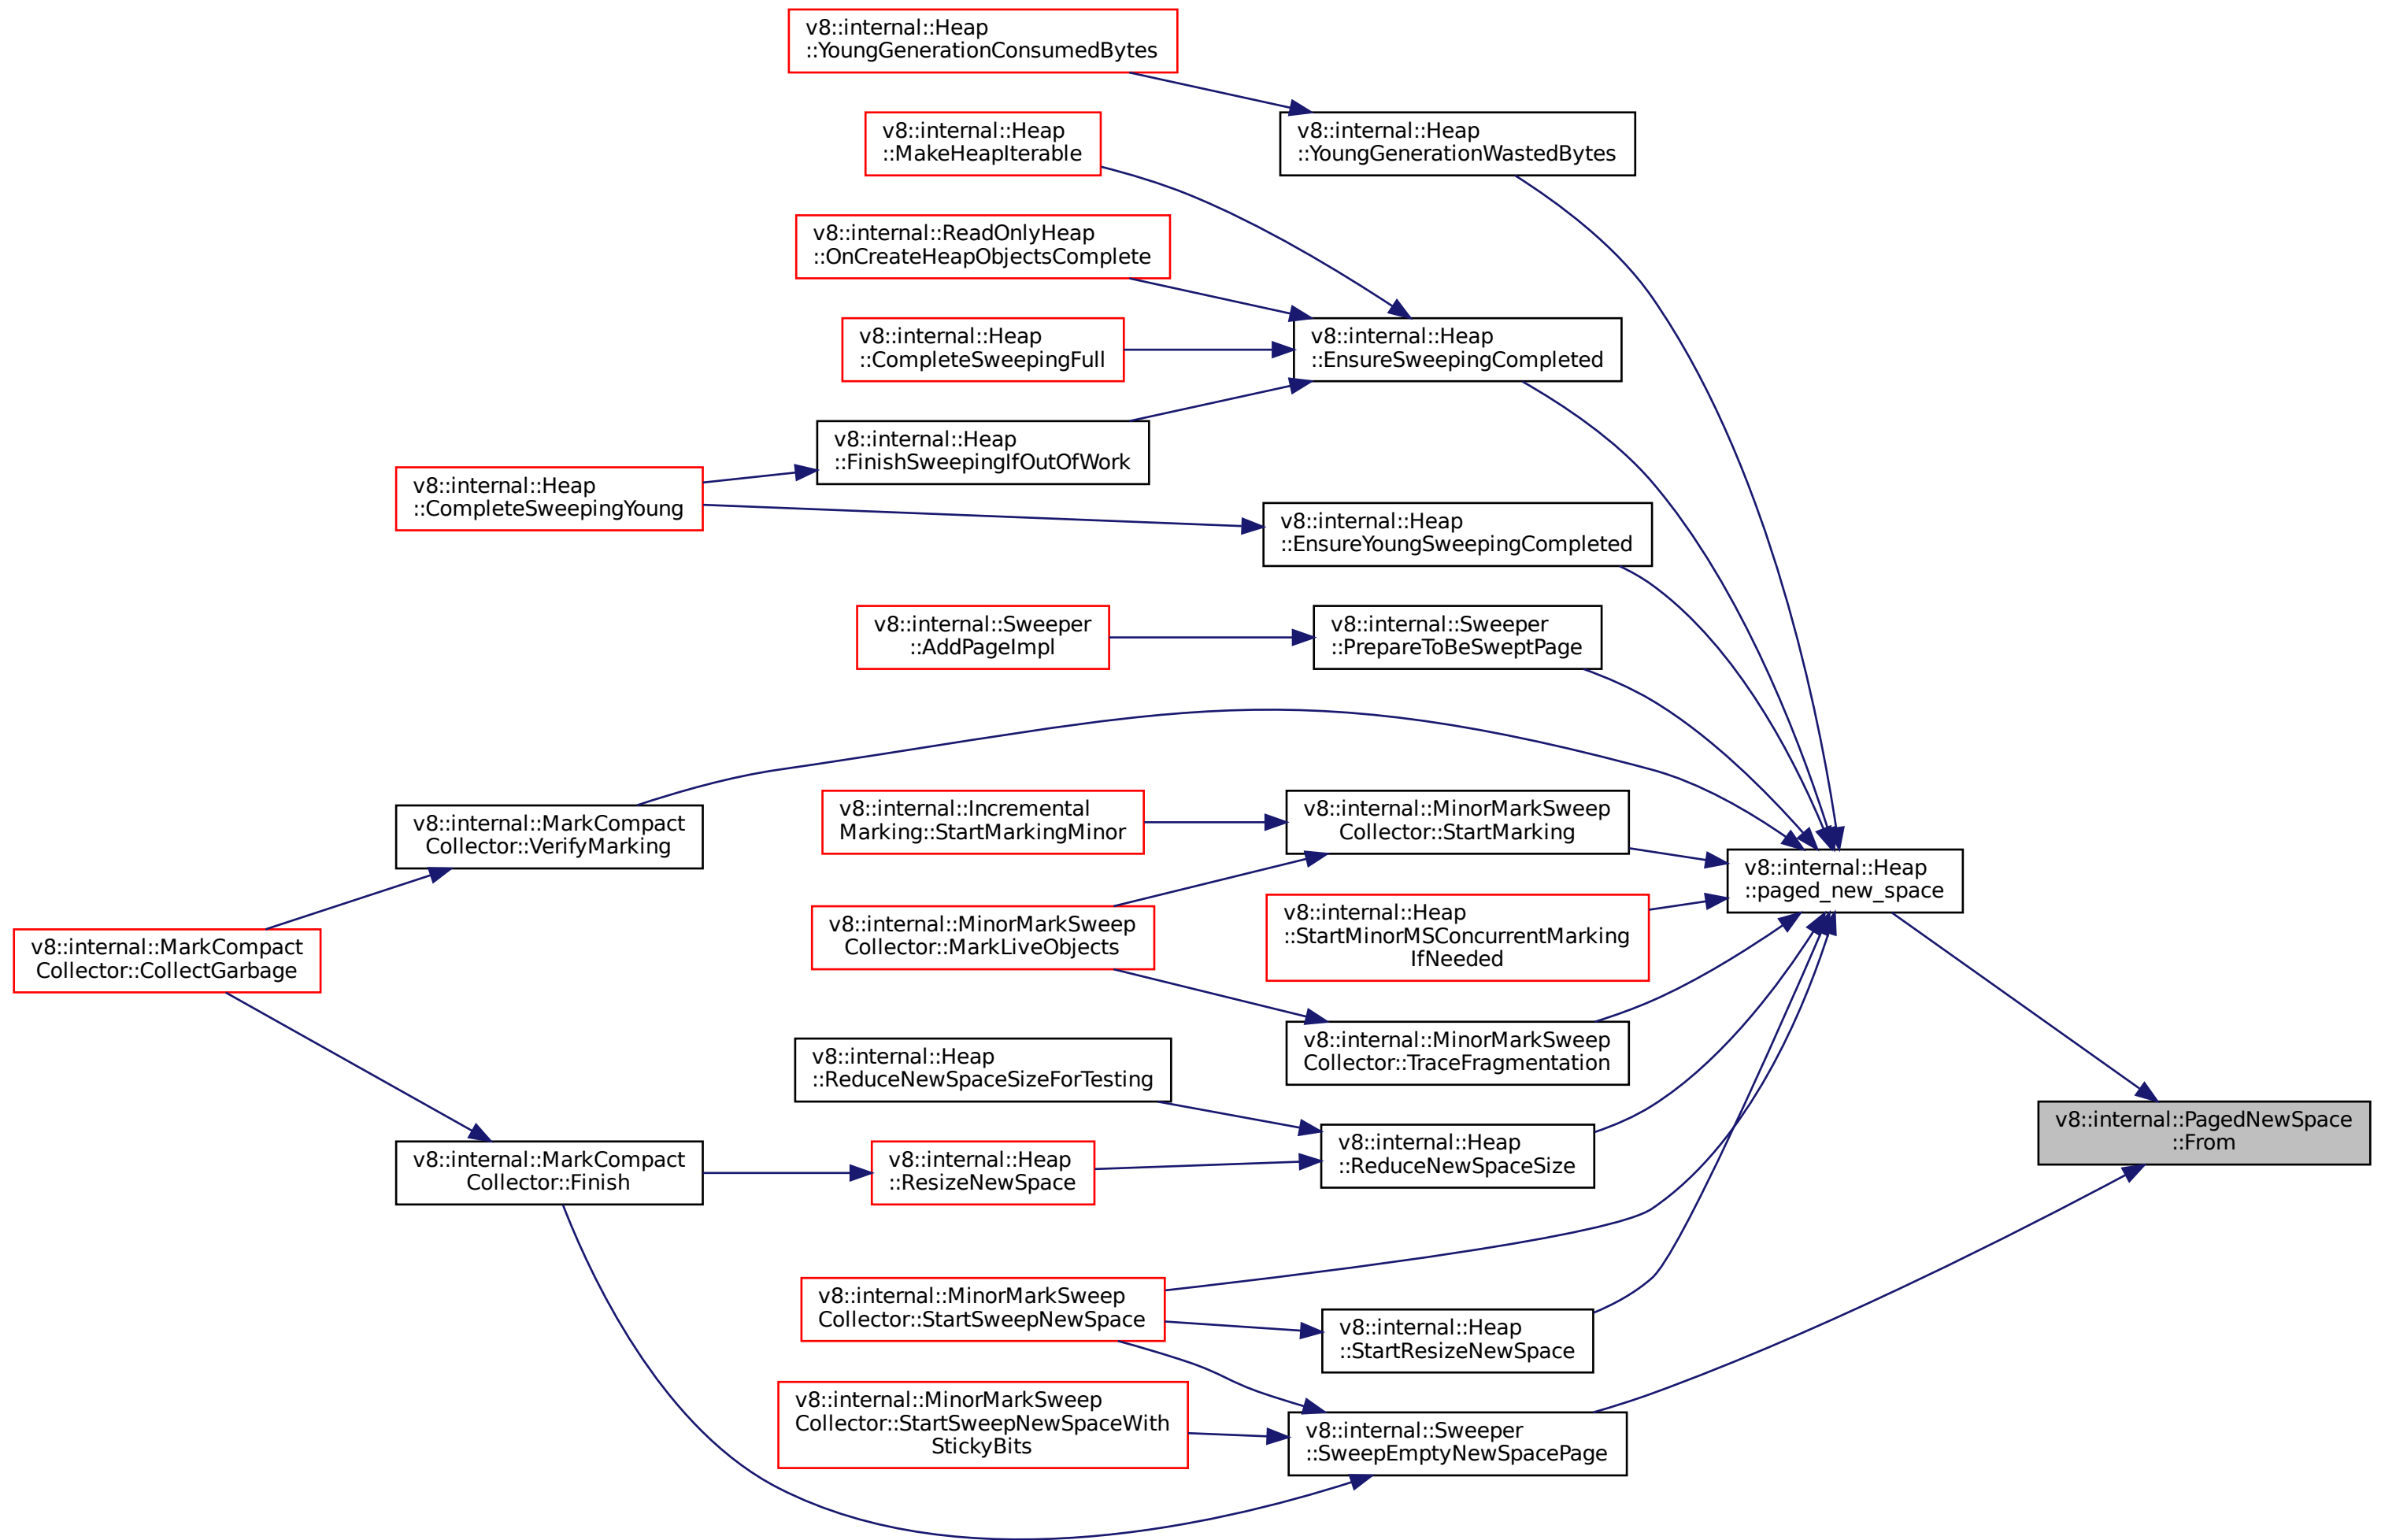 v8::internal::Heap
::YoungGenerationConsumedBytes
v8::internal::Heap
::MakeHeapIterable
v8::internal::Heap
::YoungGenerationWastedBytes
v8::internal::ReadOnlyHeap
::OnCreateHeapObjectsComplete
v8::internal::Heap
::CompleteSweepingFull
v8::internal::Heap
::EnsureSweepingCompleted
v8::internal::Heap
::FinishSweepingIfOutOfWork
v8::internal::Heap
::CompleteSweepingYoung
v8::internal::Heap
::EnsureYoungSweepingCompleted
v8::internal::Sweeper
::AddPageImpl
v8::internal::Sweeper
::PrepareToBeSweptPage
v8::internal::MarkCompact
Collector::VerifyMarking
v8::internal::Incremental
Marking::StartMarkingMinor
v8::internal::MinorMarkSweep
Collector::StartMarking
v8::internal::Heap
::paged_new_space
v8::internal::MarkCompact
Collector::CollectGarbage
v8::internal::MinorMarkSweep
Collector::MarkLiveObjects
v8::internal::Heap
::StartMinorMSConcurrentMarking
IfNeeded
v8::internal::MinorMarkSweep
Collector::TraceFragmentation
v8::internal::Heap
::ReduceNewSpaceSizeForTesting
v8::internal::PagedNewSpace
::From
v8::internal::MarkCompact
Collector::Finish
v8::internal::Heap
::ResizeNewSpace
v8::internal::Heap
::ReduceNewSpaceSize
v8::internal::MinorMarkSweep
Collector::StartSweepNewSpace
v8::internal::Heap
::StartResizeNewSpace
v8::internal::MinorMarkSweep
Collector::StartSweepNewSpaceWith
StickyBits
v8::internal::Sweeper
::SweepEmptyNewSpacePage